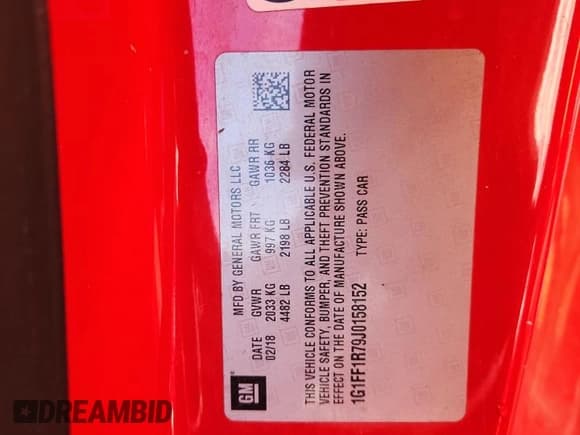 GM
MFD BY GENERAL MOTORS LLC
DATE GVWR GAWR FRT GAWR RR
02/18 2033 KG 997 KG 1036 KG
4482 LB 2198 LB 2284 LB
THIS VEHICLE CONFORMS TO ALL APPLICABLE U.S. FEDERAL MOTOR
VEHICLE SAFETY, BUMPER, AND THEFT PREVENTION STANDARDS IN
EFFECT ON THE DATE OF MANUFACTURE SHOWN ABOVE.
1G1FF1R79J0158152 TYPE: PASS CAR
DREAMBID